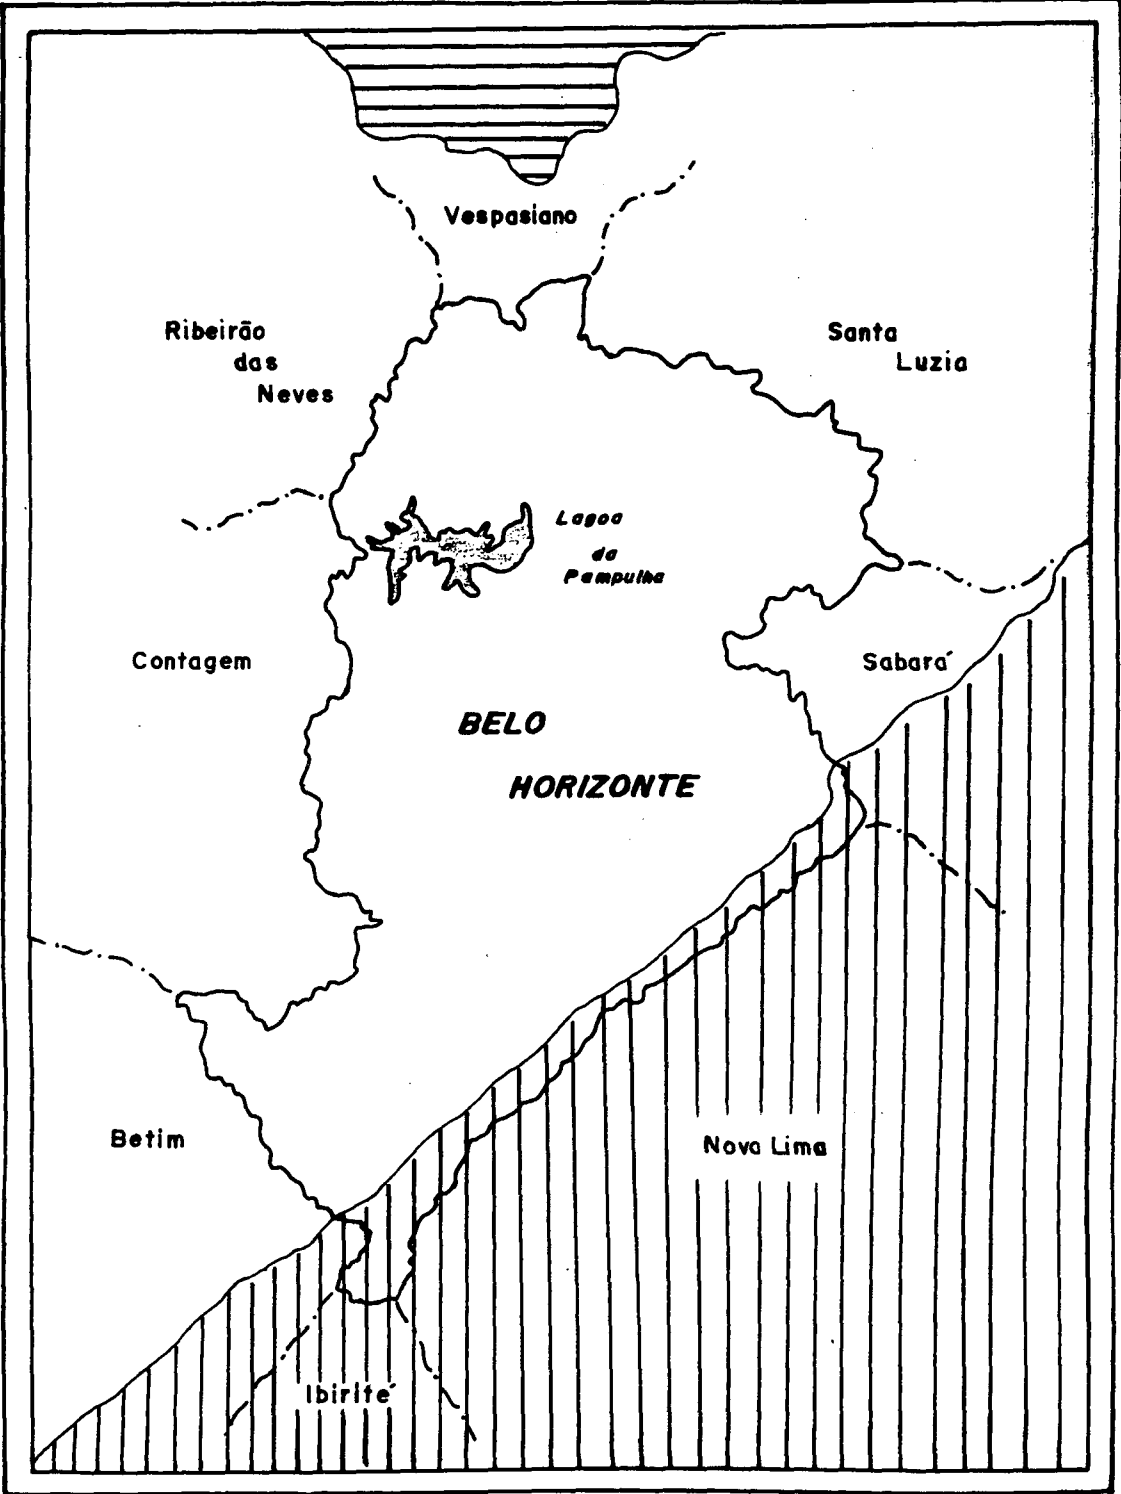 Vespasiano
Ribeirão
das
Neves
Santa
Luzia
Lagoa
da
Pampulha
Contagem
Sabará
BELO
HORIZONTE
Betim
Nova Lima
Ibirité